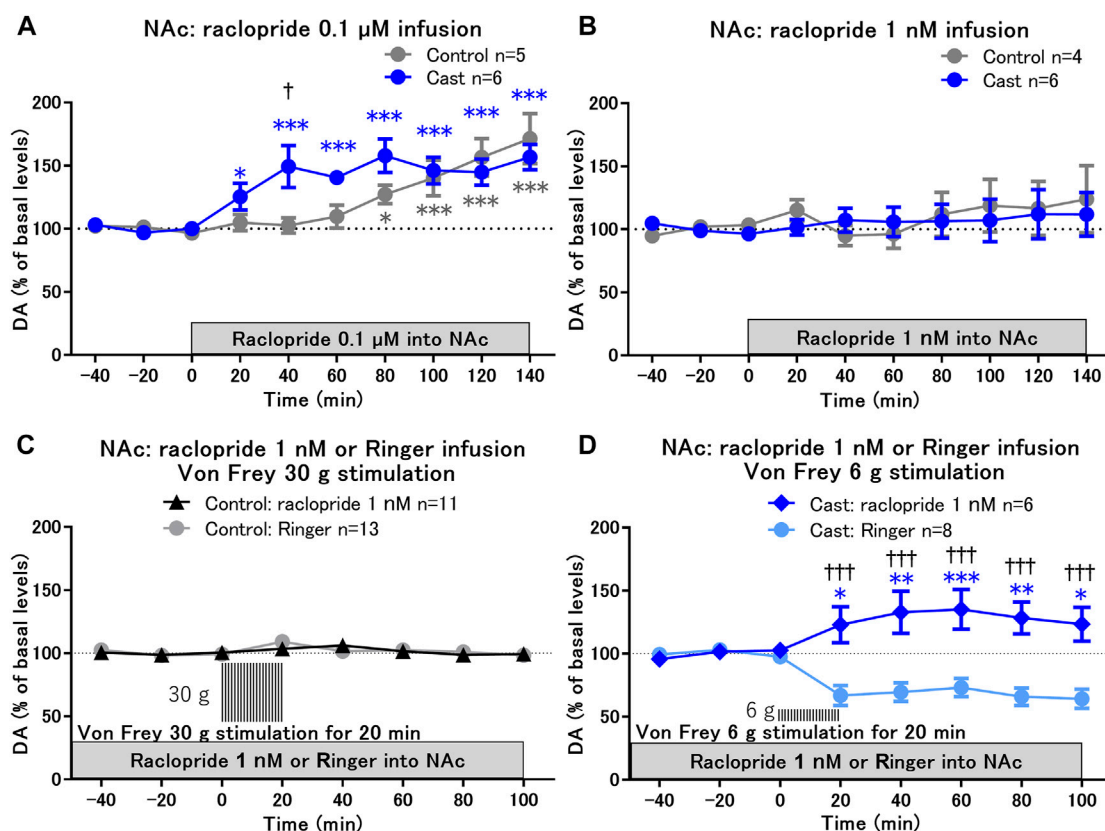 A
NAc: raclopride 0.1 µM infusion
Control n=5
Cast n=6
DA (% of basal levels)
200
150
100
50
0
†
*
***
***
***
***
***
***
*
***
***
***
Raclopride 0.1 µM into NAc
−40 −20 0 20 40 60 80 100 120 140
Time (min)
B
NAc: raclopride 1 nM infusion
Control n=4
Cast n=6
DA (% of basal levels)
200
150
100
50
0
Raclopride 1 nM into NAc
−40 −20 0 20 40 60 80 100 120 140
Time (min)
C
NAc: raclopride 1 nM or Ringer infusion
Von Frey 30 g stimulation
Control: raclopride 1 nM n=11
Control: Ringer n=13
DA (% of basal levels)
200
150
100
50
0
30 g
Von Frey 30 g stimulation for 20 min
Raclopride 1 nM or Ringer into NAc
−40 −20 0 20 40 60 80 100
Time (min)
D
NAc: raclopride 1 nM or Ringer infusion
Von Frey 6 g stimulation
Cast: raclopride 1 nM n=6
Cast: Ringer n=8
DA (% of basal levels)
200
150
100
50
0
††† ††† ††† ††† †††
* ** *** ** *
6 g
Von Frey 6 g stimulation for 20 min
Raclopride 1 nM or Ringer into NAc
−40 −20 0 20 40 60 80 100
Time (min)